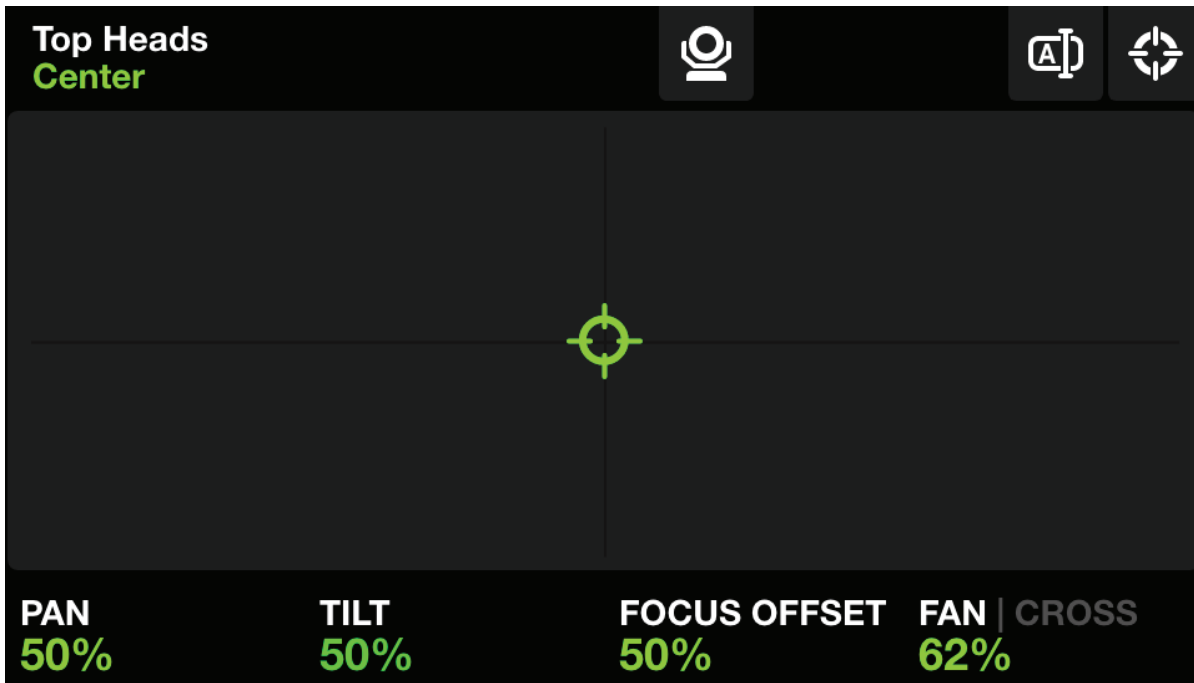 Top Heads
Center
A
PAN
TILT
FOCUS OFFSET
FAN | CROSS
50%
50%
50%
62%